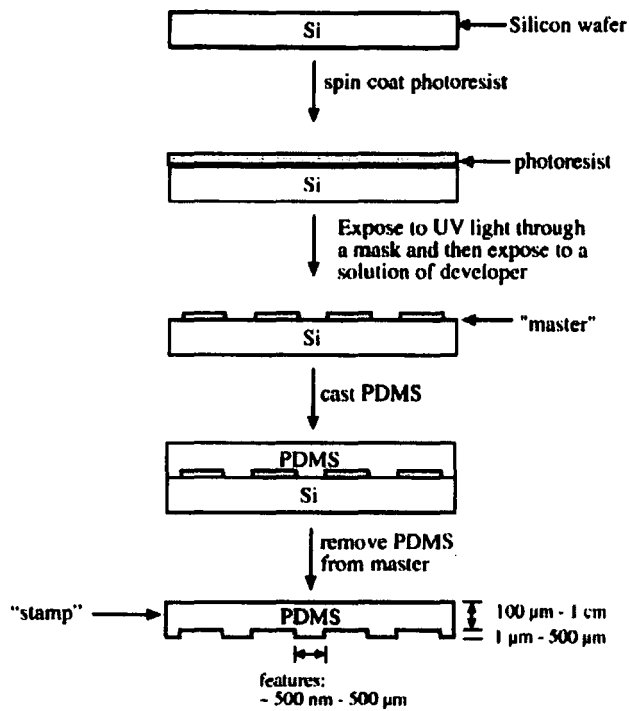 Si
Silicon wafer
spin coat photoresist
photoresist
Si
Expose to UV light through
a mask and then expose to a
solution of developer
"master"
Si
cast PDMS
PDMS
Si
remove PDMS
from master
"stamp"
PDMS
100 μm - 1 cm
1 μm - 500 μm
features:
~ 500 nm - 500 μm